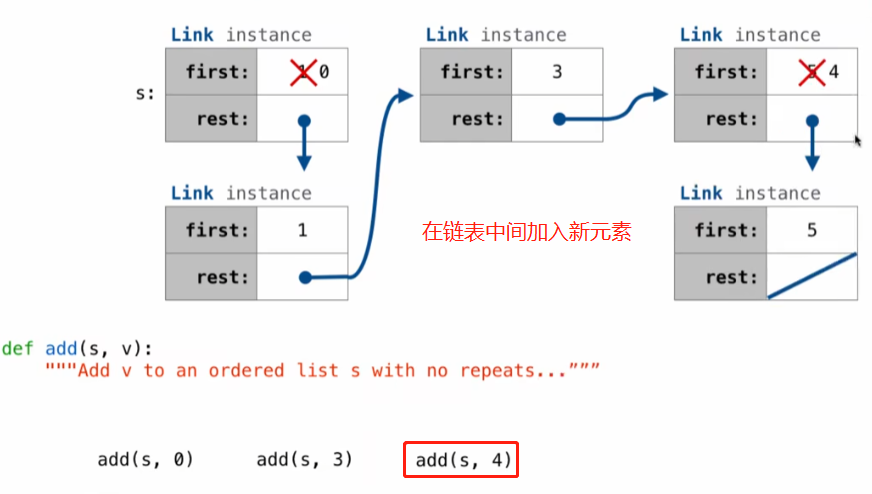 Link instance
Link instance
Link instance
s:
first: 1 0
first: 3
first: 5 4
rest:
rest:
rest:
Link instance
Link instance
first: 1
在链表中间加入新元素
first: 5
rest:
rest:
def add(s, v):
"""Add v to an ordered list s with no repeats...”””
add(s, 0)
add(s, 3)
add(s, 4)